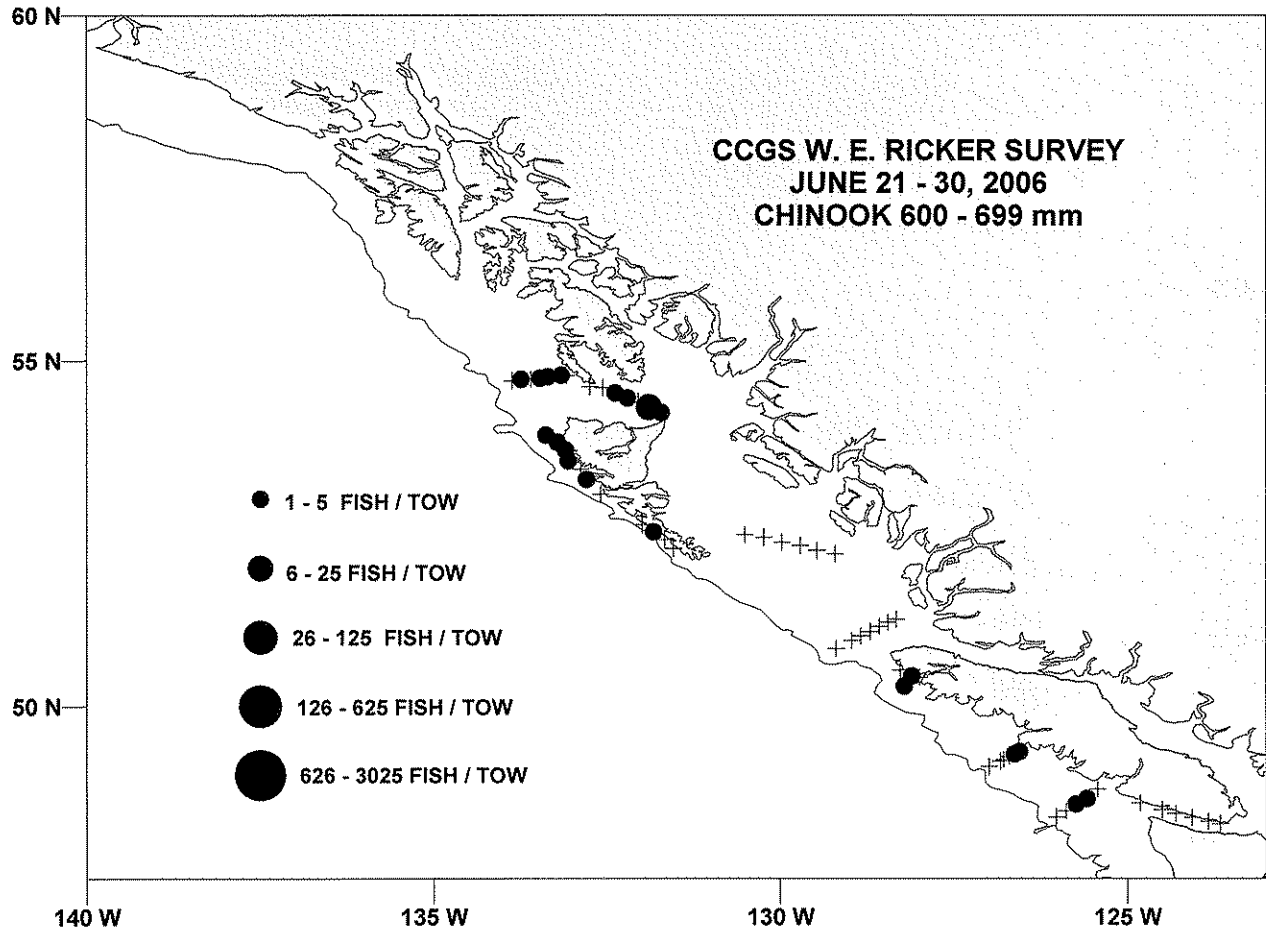 60 N
CCGS W. E. RICKER SURVEY
JUNE 21 - 30, 2006
CHINOOK 600 - 699 mm
55 N
1 - 5 FISH / TOW
6 - 25 FISH / TOW
26 - 125 FISH / TOW
50 N
126 - 625 FISH / TOW
626 - 3025 FISH / TOW
140 W
135 W
130 W
125 W